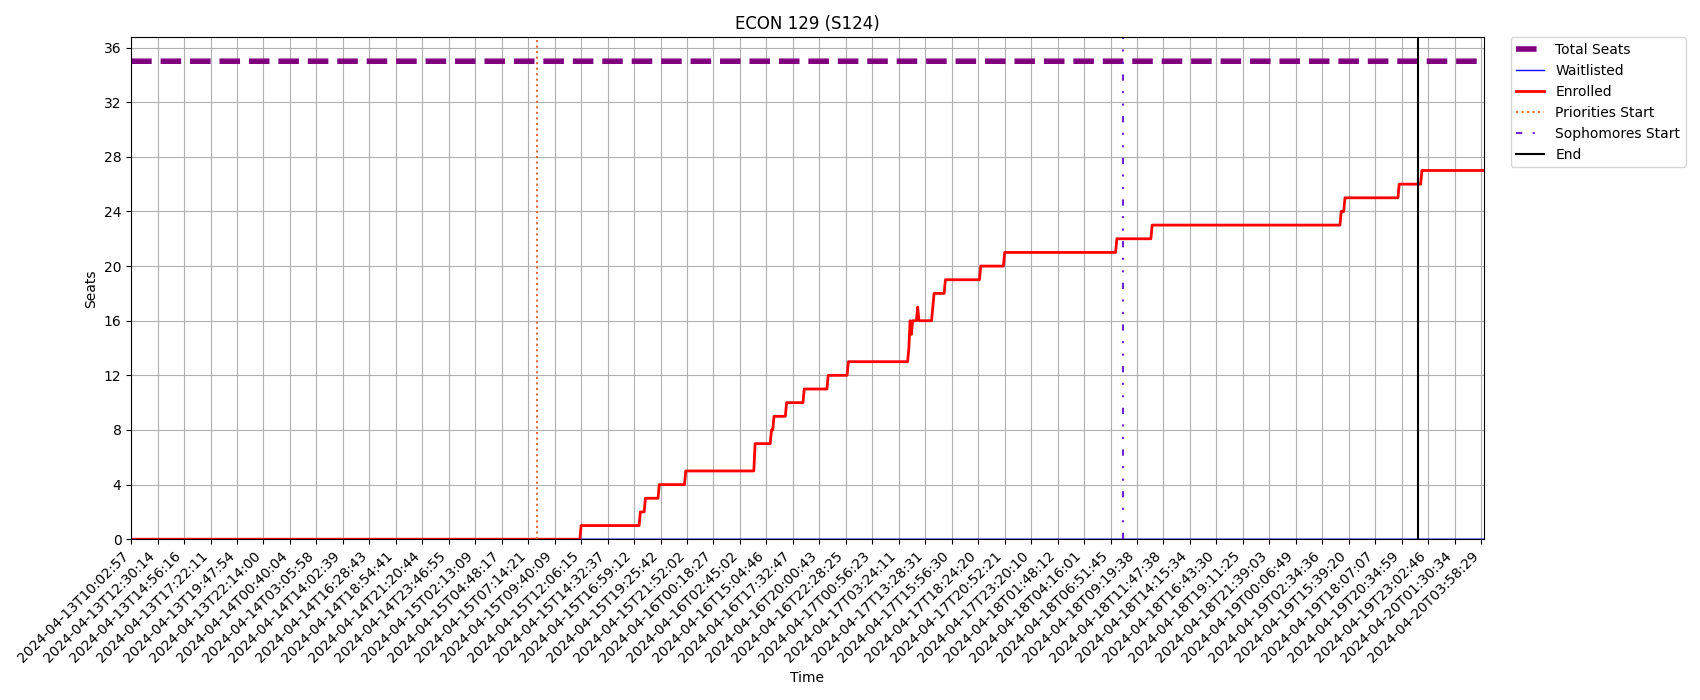 ECON 129 (S124)
Total Seats
Waitlisted
Enrolled
Priorities Start
Sophomores Start
End
Seats
36
32
28
24
20
16
12
8
4
0
2024-04-13T10:02:57
2024-04-13T12:30:14
2024-04-13T14:56:16
2024-04-13T17:22:11
2024-04-13T19:47:54
2024-04-13T22:14:00
2024-04-14T00:40:04
2024-04-14T03:05:58
2024-04-14T14:02:39
2024-04-14T16:28:43
2024-04-14T18:54:41
2024-04-14T21:20:44
2024-04-14T23:46:55
2024-04-15T02:13:09
2024-04-15T04:48:17
2024-04-15T07:14:21
2024-04-15T09:40:09
2024-04-15T12:06:15
2024-04-15T14:32:37
2024-04-15T16:59:12
2024-04-15T19:25:42
2024-04-15T21:52:02
2024-04-16T00:18:27
2024-04-16T02:45:02
2024-04-16T15:04:46
2024-04-16T17:32:47
2024-04-16T20:00:43
2024-04-16T22:28:25
2024-04-17T00:56:23
2024-04-17T03:24:11
2024-04-17T13:28:31
2024-04-17T15:56:30
2024-04-17T18:24:20
2024-04-17T20:52:21
2024-04-17T23:20:10
2024-04-18T01:48:12
2024-04-18T04:16:01
2024-04-18T06:51:45
2024-04-18T09:19:38
2024-04-18T11:47:38
2024-04-18T14:15:34
2024-04-18T16:43:30
2024-04-18T19:11:25
2024-04-18T21:39:03
2024-04-19T00:06:49
2024-04-19T02:34:36
2024-04-19T15:39:20
2024-04-19T18:07:07
2024-04-19T20:34:59
2024-04-19T23:02:46
2024-04-20T01:30:34
2024-04-20T03:58:29
Time